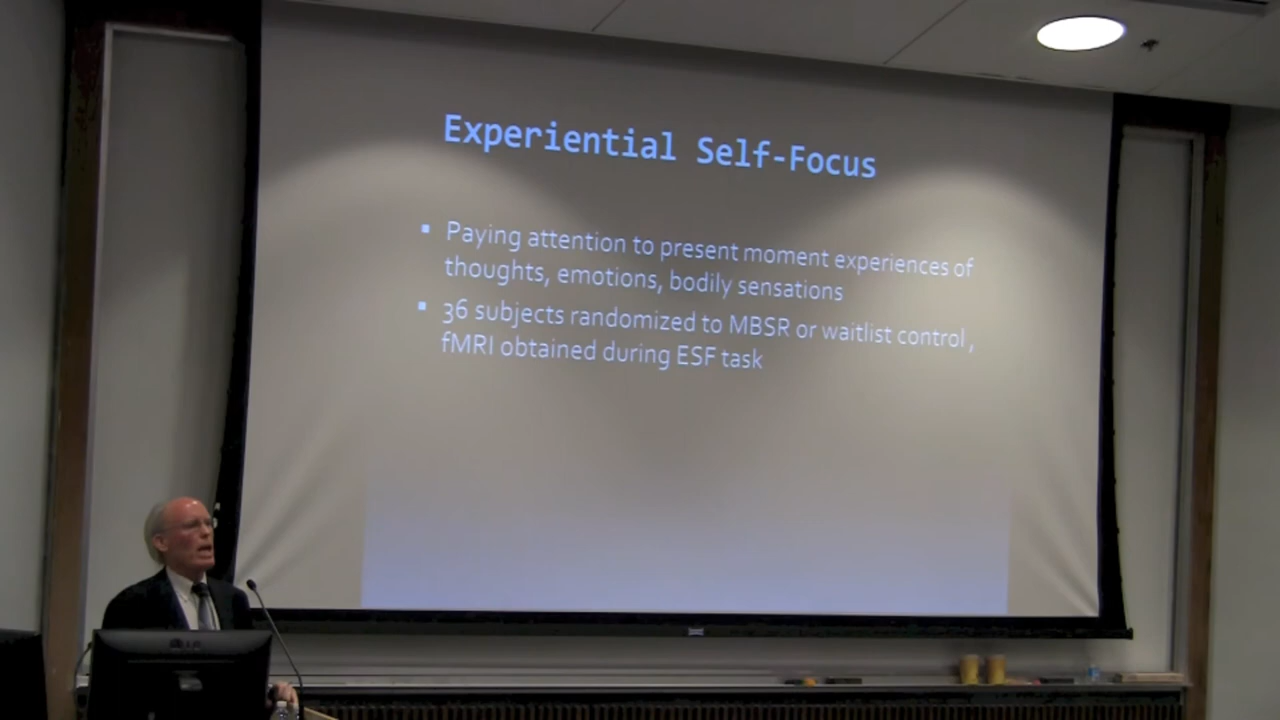 Experiential Self-Focus
▪ Paying attention to present moment experiences of
thoughts, emotions, bodily sensations
▪ 36 subjects randomized to MBSR or waitlist control,
fMRI obtained during ESF task
LG